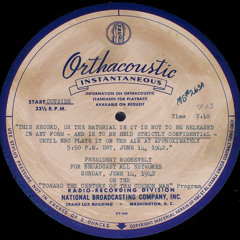 Orthacoustic
INSTANTANEOUS
INFORMATION ON ORTHACOUSTIC
STANDARDS FOR PLAYBACK
AVAILABLE ON REQUEST
START OUTSIDE
33⅓ R.P.M.
Time 7:10
"THIS RECORD, OR THE MATERIAL IN IT IS NOT TO BE RELEASED
IN ANY FORM - AND IS TO BE HELD STRICTLY CONFIDENTIAL -
UNTIL NBC PLAYS IT ON THE AIR AT APPROXIMATELY
5:50 P.M. EWT, JUNE 14, 1942."
PRESIDENT ROOSEVELT
FOR BROADCAST ALL NETWORKS
SUNDAY, JUNE 14, 1942
ON THE
"TOWARD THE CENTURY OF THE COMMON MAN" PROGRAM
RADIO-RECORDING DIVISION
NATIONAL BROADCASTING COMPANY, INC.
TRANS LUX BUILDING WASHINGTON,